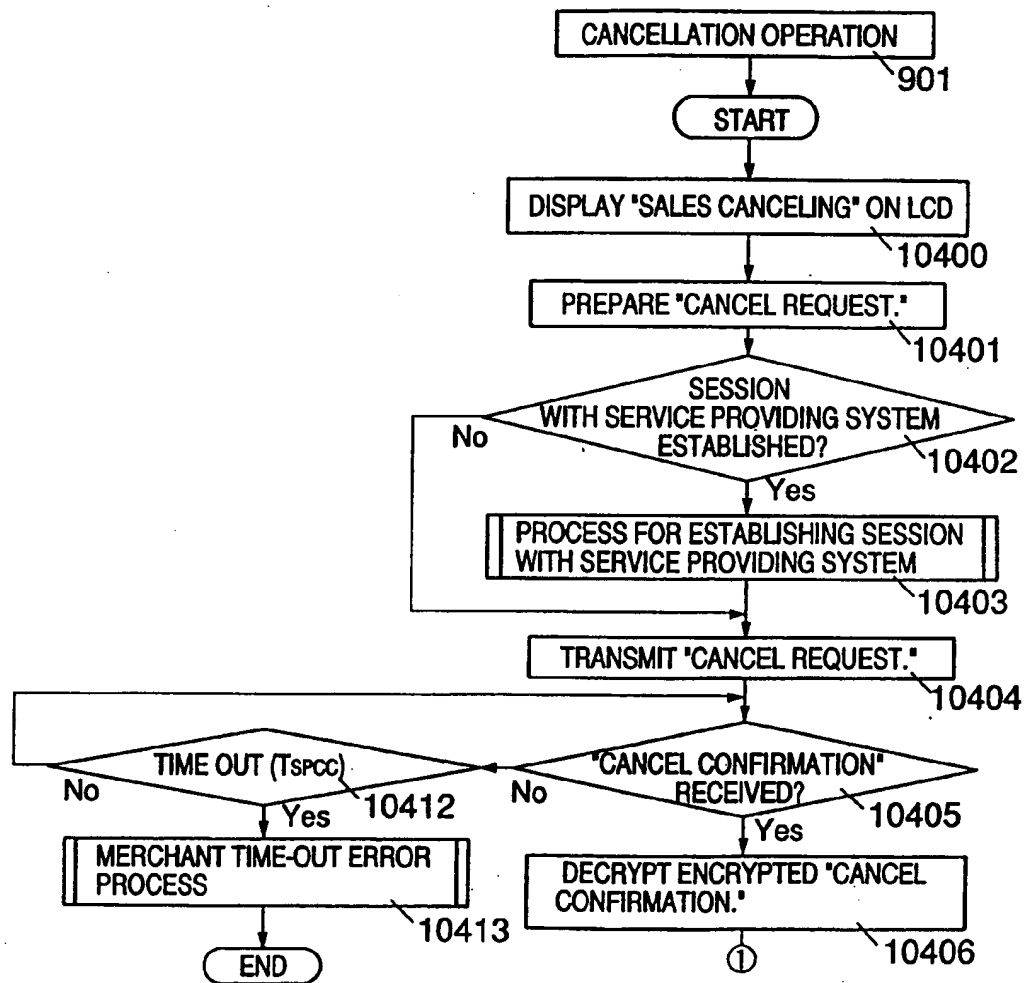 CANCELLATION OPERATION
901
START
DISPLAY "SALES CANCELING" ON LCD
10400
PREPARE "CANCEL REQUEST."
10401
SESSION
WITH SERVICE PROVIDING SYSTEM
ESTABLISHED?
10402
No
Yes
PROCESS FOR ESTABLISHING SESSION
WITH SERVICE PROVIDING SYSTEM
10403
TRANSMIT "CANCEL REQUEST."
10404
"CANCEL CONFIRMATION"
RECEIVED?
10405
No
Yes
TIME OUT (TSPCC)
10412
No
Yes
MERCHANT TIME-OUT ERROR
PROCESS
10413
END
DECRYPT ENCRYPTED "CANCEL
CONFIRMATION."
10406
①